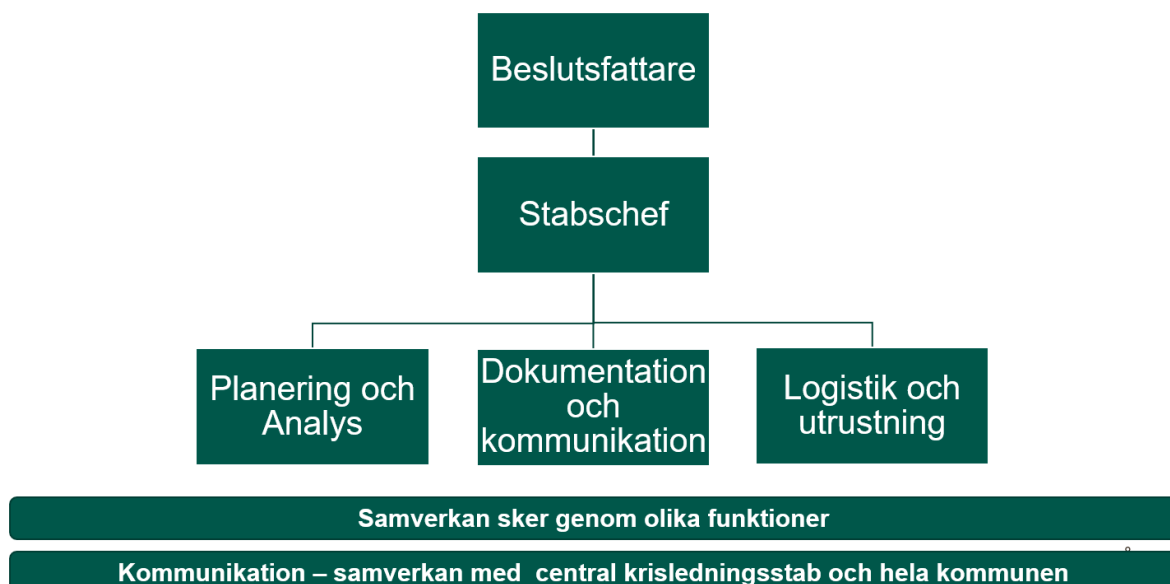 Beslutsfattare
Stabschef
Planering och
Analys
Dokumentation
och
kommunikation
Logistik och
utrustning
Samverkan sker genom olika funktioner
Kommunikation – samverkan med  central krisledningsstab och hela kommunen